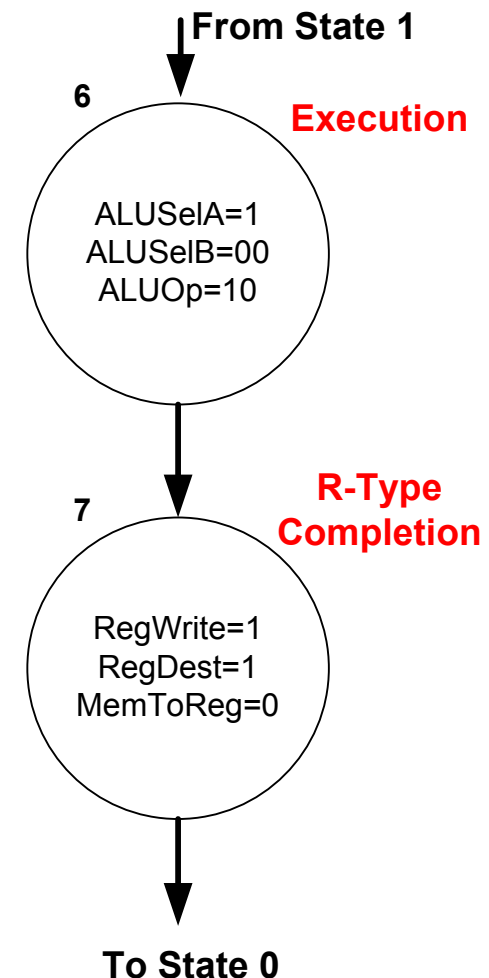 From State 1
6
Execution
ALUSelA=1
ALUSelB=00
ALUOp=10
R-Type
7
Completion
RegWrite=1
RegDest=1
MemToReg=0
To State 0